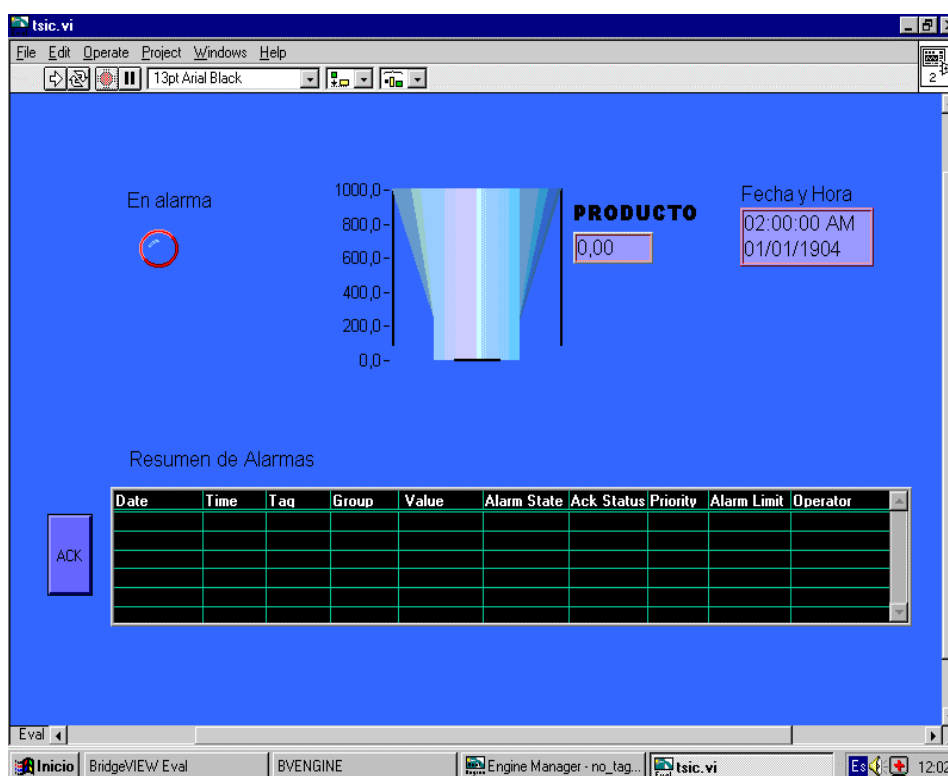 tsic.vi
File Edit Operate Project Windows Help
13pt Arial Black
2
En alarma
1000,0
800,0
600,0
400,0
200,0
0,0
PRODUCTO
0,00
Fecha y Hora
02:00:00 AM
01/01/1904
Resumen de Alarmas
Date Time Tag Group Value Alarm State Ack Status Priority Alarm Limit Operator
ACK
Eval
Inicio BridgeVIEW Eval BVENGINE Engine Manager - no_tag... tsic.vi Es